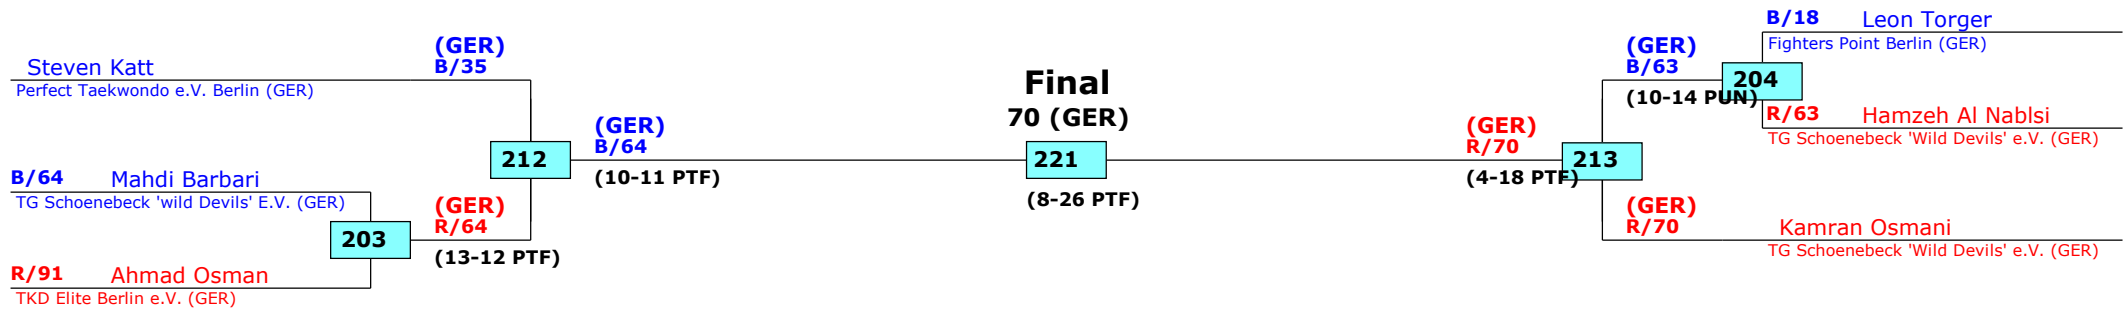 Steven Katt
Perfect Taekwondo e.V. Berlin (GER)
(GER)
B/35
B/64 Mahdi Barbari
TG Schoenebeck 'wild Devils' E.V. (GER)
203
R/91 Ahmad Osman
TKD Elite Berlin e.V. (GER)
(GER)
R/64
(13-12 PTF)
212
(GER)
B/64
(10-11 PTF)
Final
70 (GER)
221
(8-26 PTF)
(GER)
R/70
(4-18 PTF)
213
(GER)
B/63
(10-14 PUN)
204
B/18 Leon Torger
Fighters Point Berlin (GER)
R/63 Hamzeh Al Nablsi
TG Schoenebeck 'Wild Devils' e.V. (GER)
(GER)
R/70
Kamran Osmani
TG Schoenebeck 'Wild Devils' e.V. (GER)